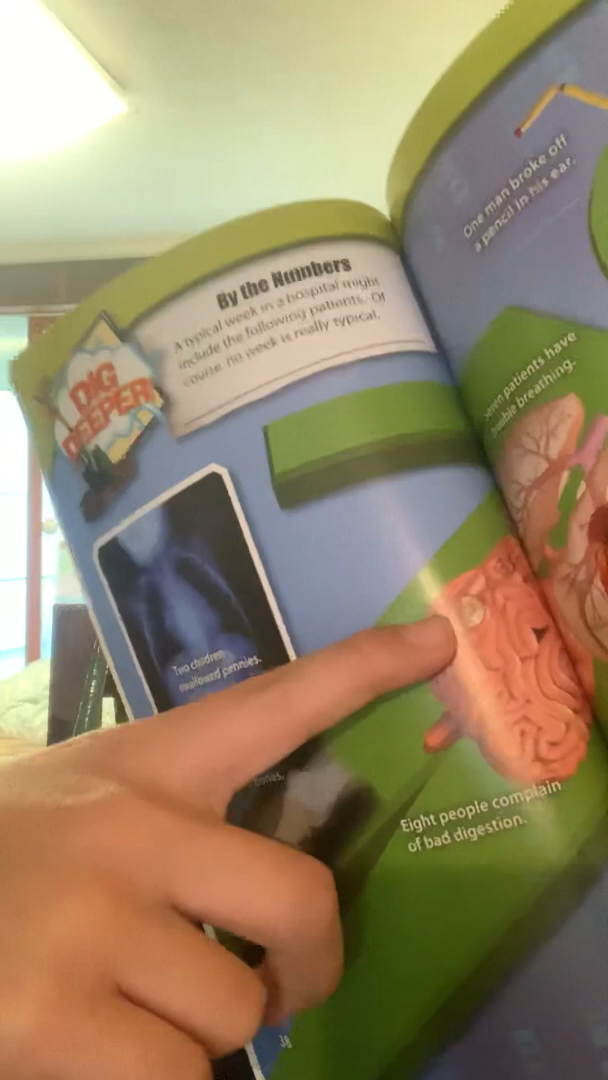 By the Numbers
A typical week in a hospital might
include the following patients. Of
course, no week is really typical.
DIG
DEEPER
Two children
swallowed pennies.
bones.
Eight people complain
of bad digestion.
One man broke off
a pencil in his ear.
Seven patients have
trouble breathing.